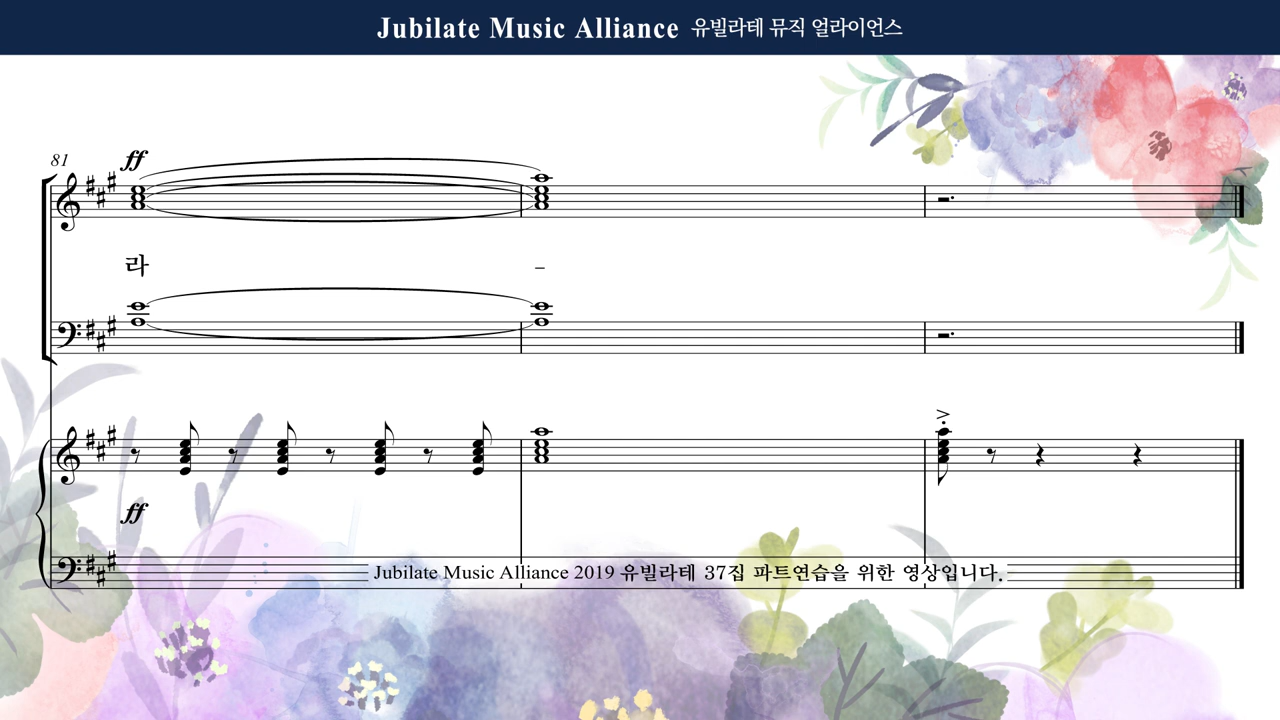 Jubilate Music Alliance 유빌라테 뮤직 얼라이언스
81
ff
라 –
ff
Jubilate Music Alliance 2019 유빌라테 37집 파트연습을 위한 영상입니다.